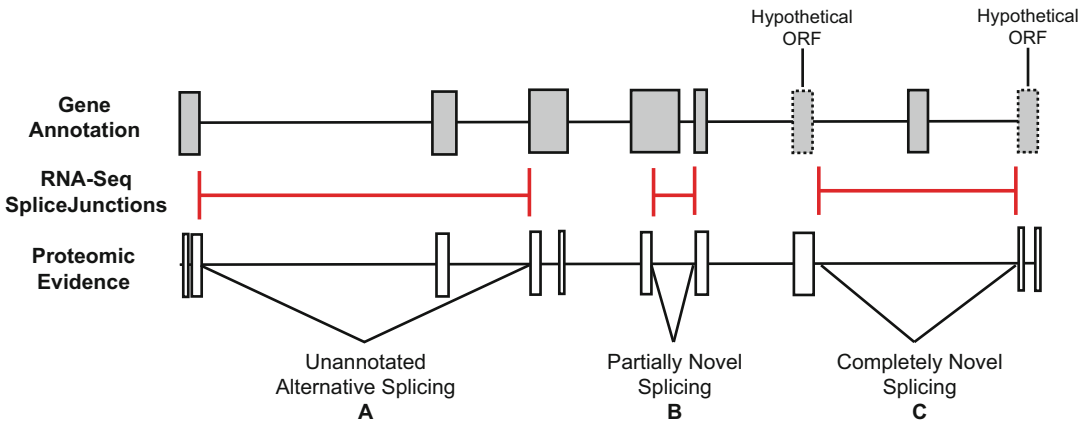 Hypothetical
ORF
Hypothetical
ORF
Gene
Annotation
RNA-Seq
SpliceJunctions
Proteomic
Evidence
Unannotated
Alternative Splicing
A
Partially Novel
Splicing
B
Completely Novel
Splicing
C